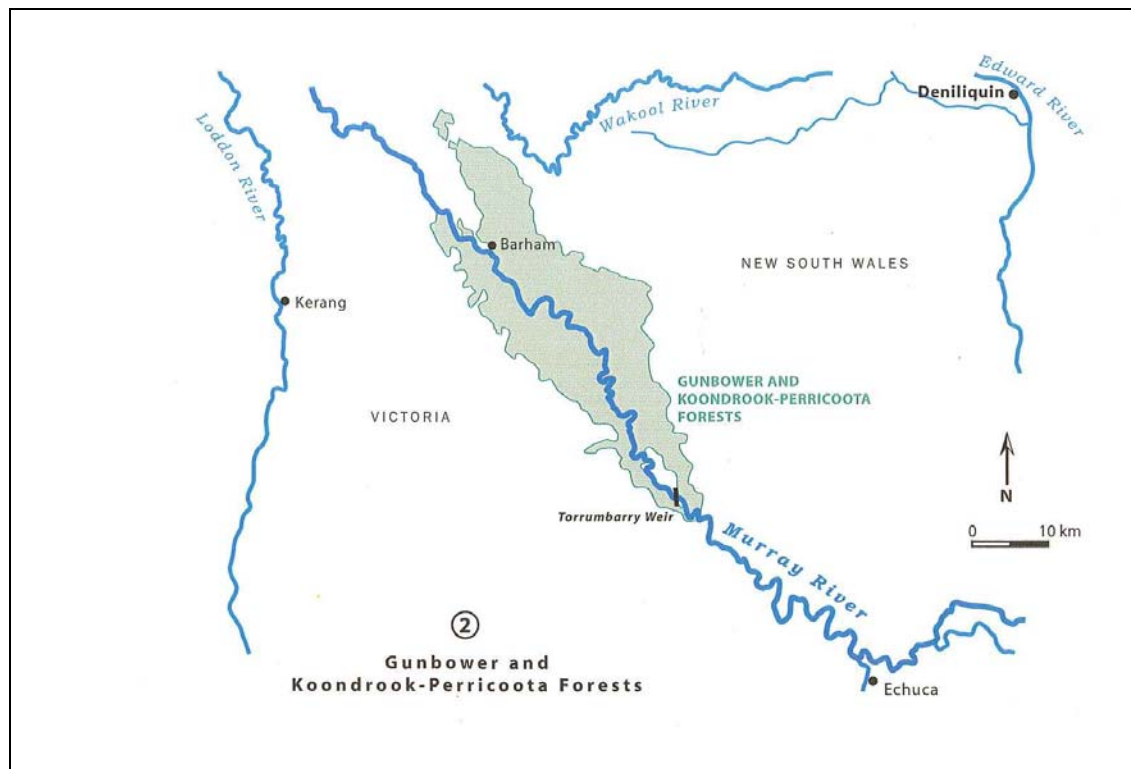 Loddon River
Wakool River
Edward River
Deniliquin
Barham
NEW SOUTH WALES
Kerang
GUNBOWER AND
KOONDROOK-PERRICOOTA
FORESTS
VICTORIA
N
Torrumbarry Weir
0 10 km
Murray River
2
Gunbower and
Koondrook-Perricoota Forests
Echuca